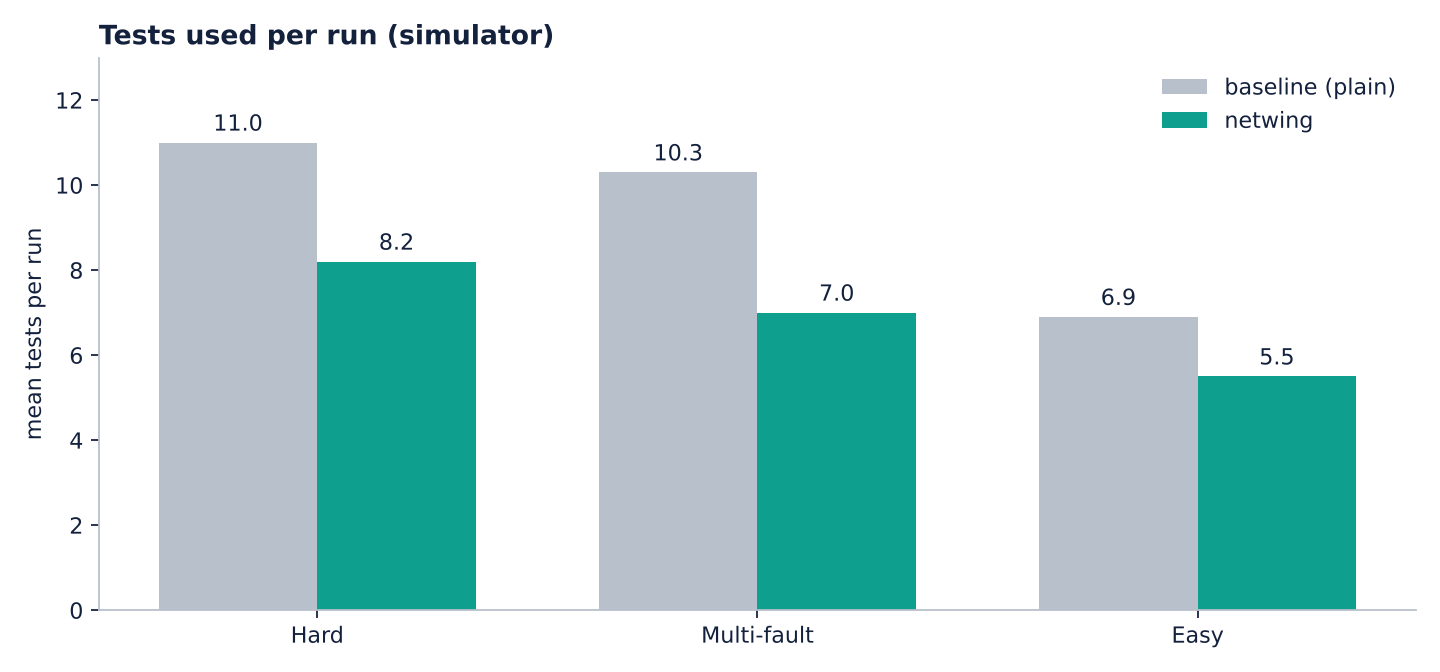 Tests used per run (simulator)
baseline (plain)
netwing
mean tests per run
12
10
8
6
4
2
0
11.0
8.2
10.3
7.0
6.9
5.5
Hard
Multi-fault
Easy